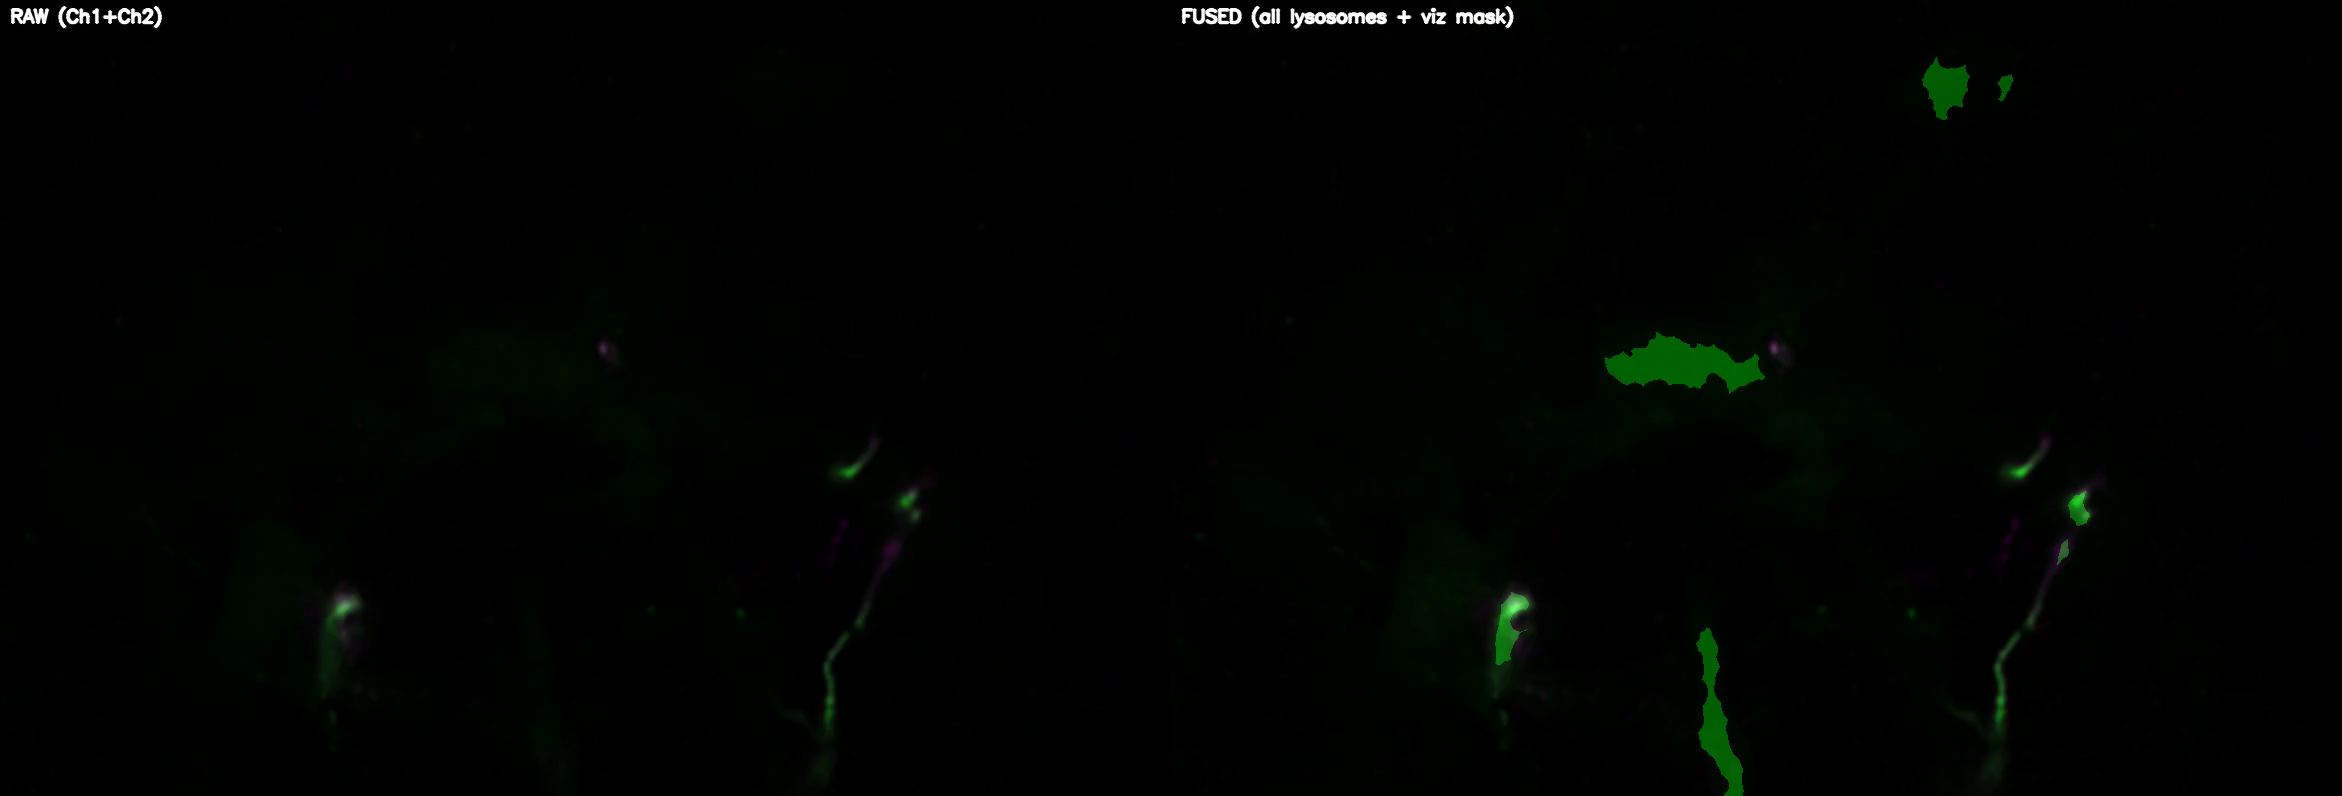 RAW (Ch1+Ch2)
FUSED (all lysosomes + viz mask)